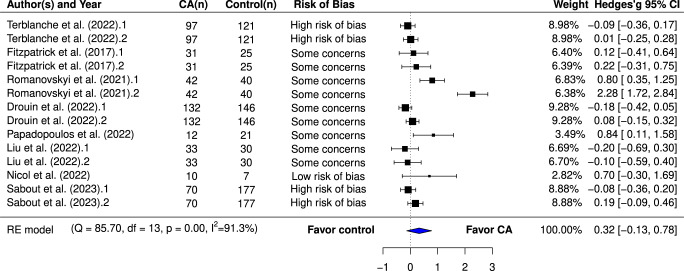 Author(s) and Year CA(n) Control(n) Risk of Bias Weight Hedge's g 95% CI
Terblanche et al. (2022).1 97 121 High risk of bias 8.98% -0.09 [-0.36, 0.17]
Terblanche et al. (2022).2 97 121 High risk of bias 8.98% 0.01 [-0.25, 0.28]
Fitzpatrick et al. (2017).1 31 25 Some concerns 6.40% 0.12 [-0.41, 0.64]
Fitzpatrick et al. (2017).2 31 25 Some concerns 6.39% 0.22 [-0.31, 0.75]
Romanovskyi et al. (2021).1 42 40 Some concerns 6.83% 0.80 [ 0.35, 1.25]
Romanovskyi et al. (2021).2 42 40 Some concerns 6.38% 2.28 [ 1.72, 2.84]
Drouin et al. (2022).1 132 146 Some concerns 9.28% -0.18 [-0.42, 0.05]
Drouin et al. (2022).2 132 146 Some concerns 9.28% 0.08 [-0.15, 0.32]
Papadopoulos et al. (2022) 12 21 Some concerns 3.49% 0.84 [ 0.11, 1.58]
Liu et al. (2022).1 33 30 Some concerns 6.69% -0.20 [-0.69, 0.30]
Liu et al. (2022).2 33 30 Some concerns 6.70% -0.10 [-0.59, 0.40]
Nicol et al. (2022) 10 7 Low risk of bias 2.82% 0.70 [-0.30, 1.69]
Sabout et al. (2023).1 70 177 High risk of bias 8.88% -0.08 [-0.36, 0.20]
Sabout et al. (2023).2 70 177 High risk of bias 8.88% 0.19 [-0.09, 0.46]
RE model (Q = 85.70, df = 13, p = 0.00, I²=91.3%) Favor control Favor CA 100.00% 0.32 [-0.13, 0.78]
-1 0 1 2 3